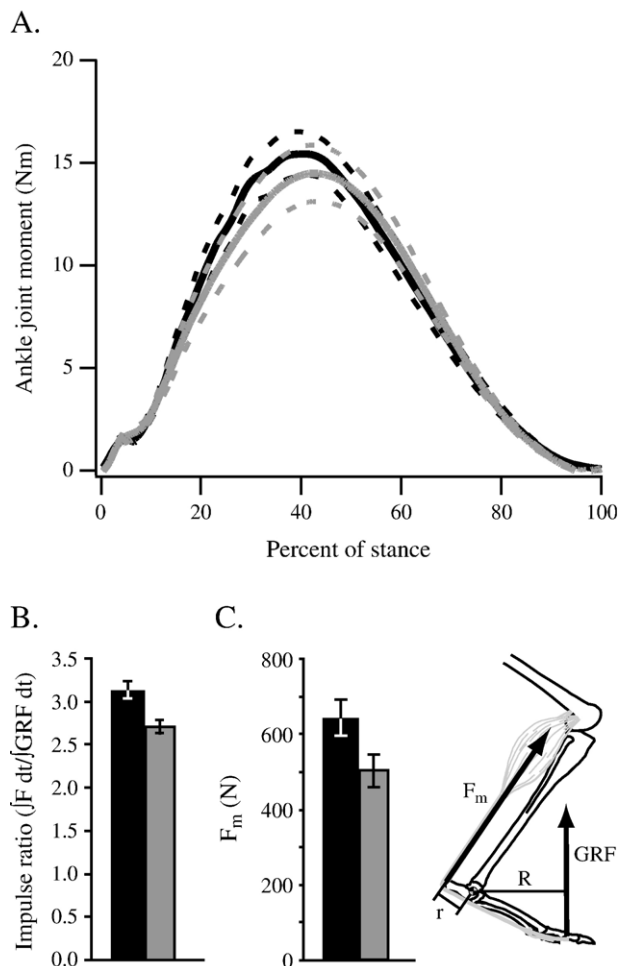 A.
20
15
10
5
0
Ankle joint moment (Nm)
0 20 40 60 80 100
Percent of stance
B.
3.5
3.0
2.5
2.0
1.5
1.0
0.5
0.0
Impulse ratio (∫F dt/∫GRF dt)
C.
800
600
400
200
0
Fm (N)
Fm
GRF
R
r